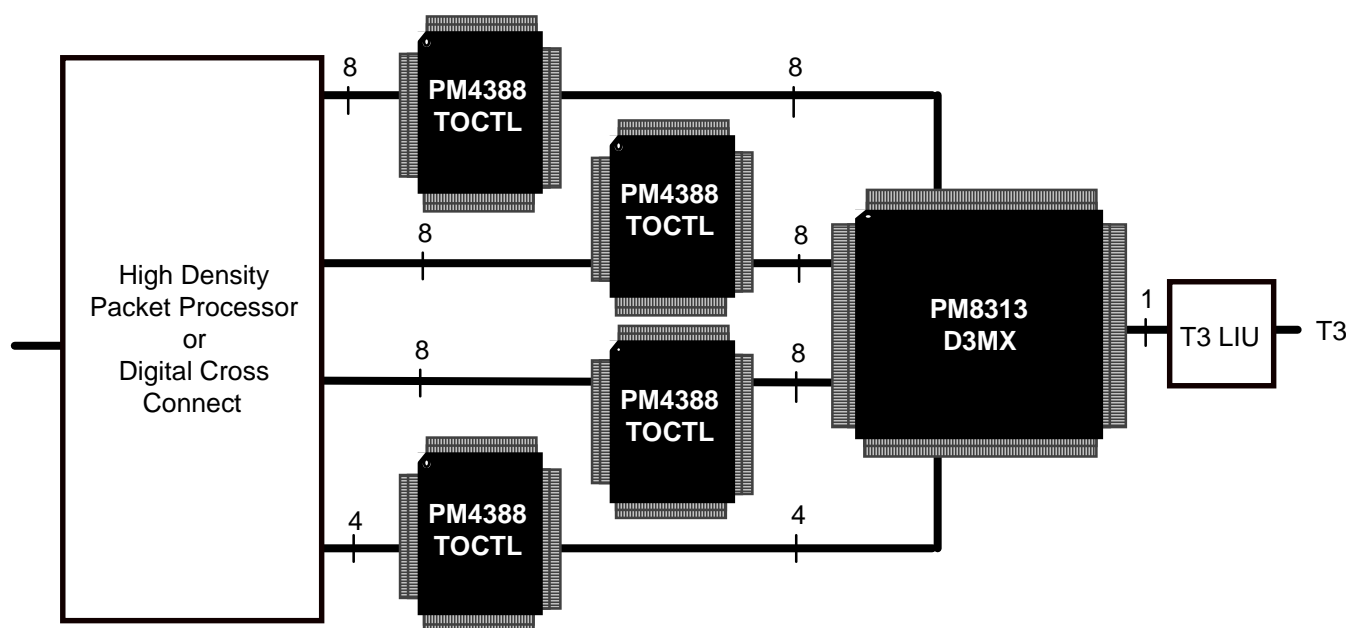 8
PM4388
TOCTL
8
8
PM4388
TOCTL
8
High Density
Packet Processor
or
Digital Cross
Connect
PM8313
D3MX
1
T3 LIU
T3
8
PM4388
TOCTL
8
4
PM4388
TOCTL
4